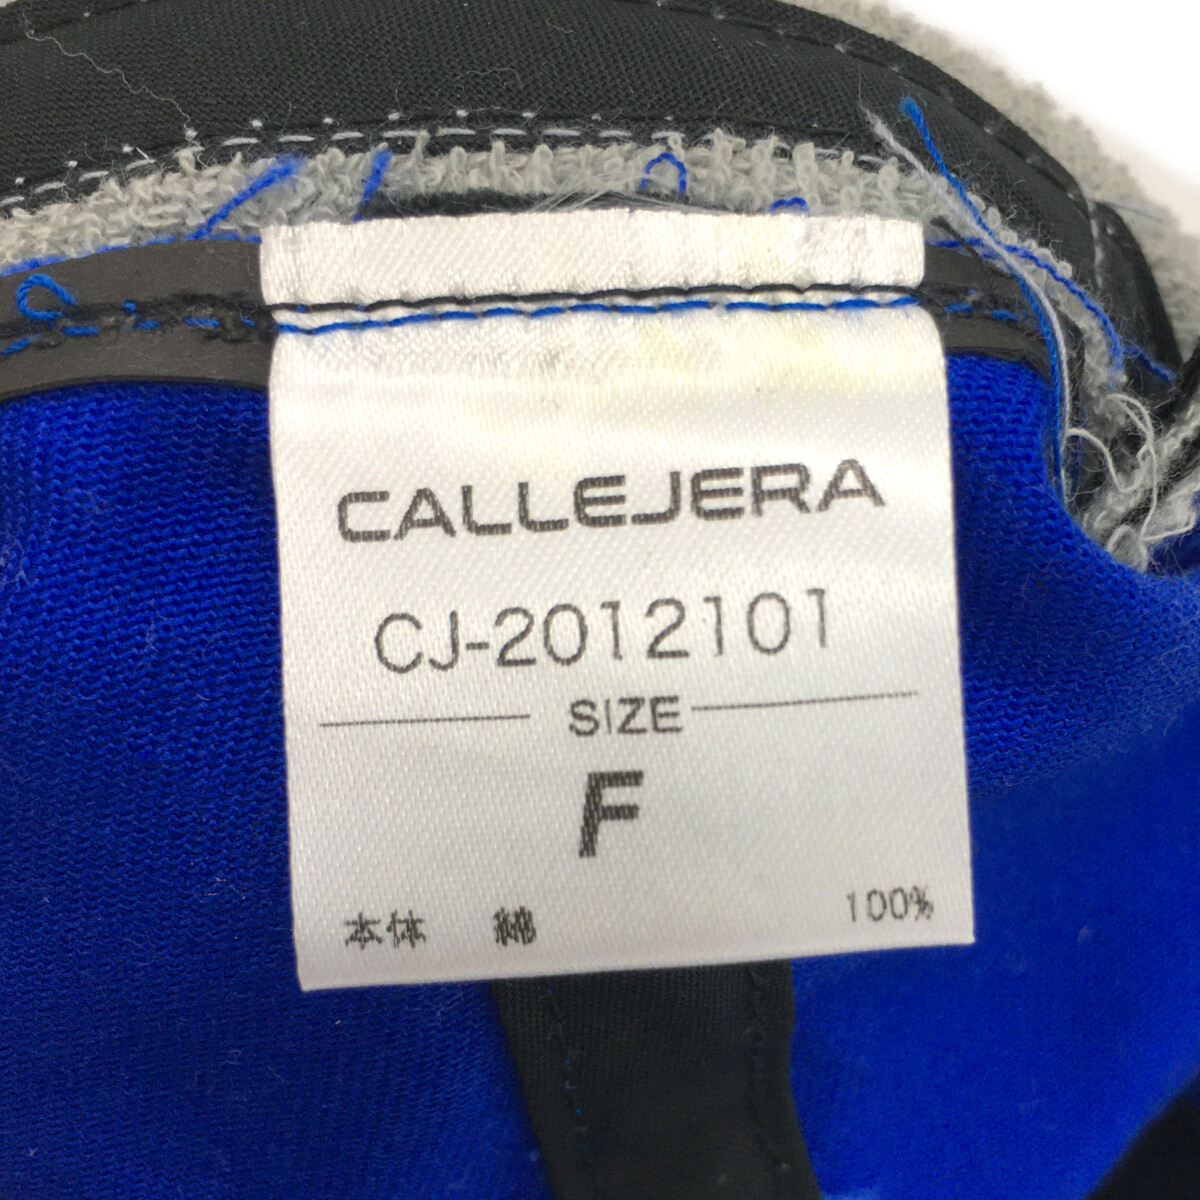 CALLEJERA
CJ-2012101
SIZE
F
本体 綿 100%